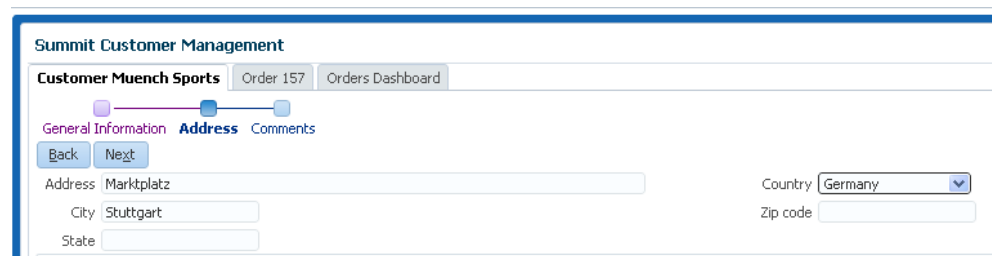 Summit Customer Management
Customer Muench Sports Order 157 Orders Dashboard
General Information Address Comments
Back Next
Address Marktplatz Country Germany
City Stuttgart Zip code
State